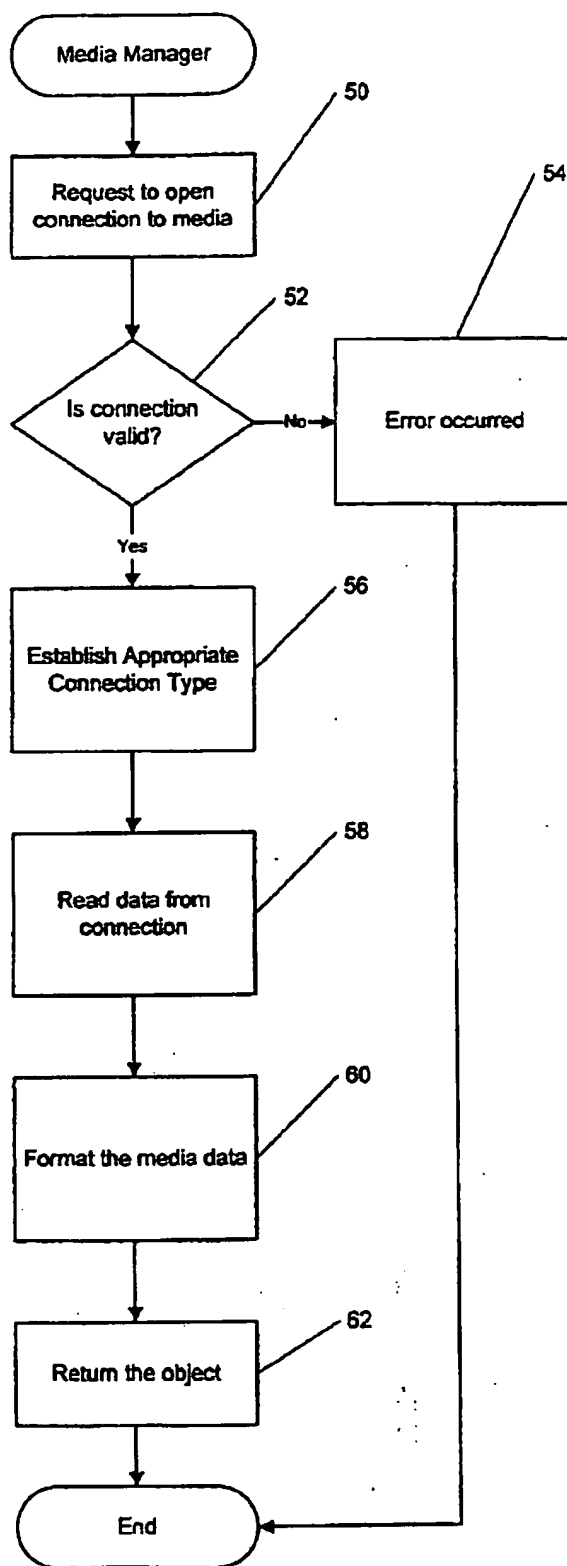 Media Manager
50
Request to open
connection to media
54
52
Is connection
valid?
No
Error occurred
Yes
56
Establish Appropriate
Connection Type
58
Read data from
connection
60
Format the media data
62
Return the object
End